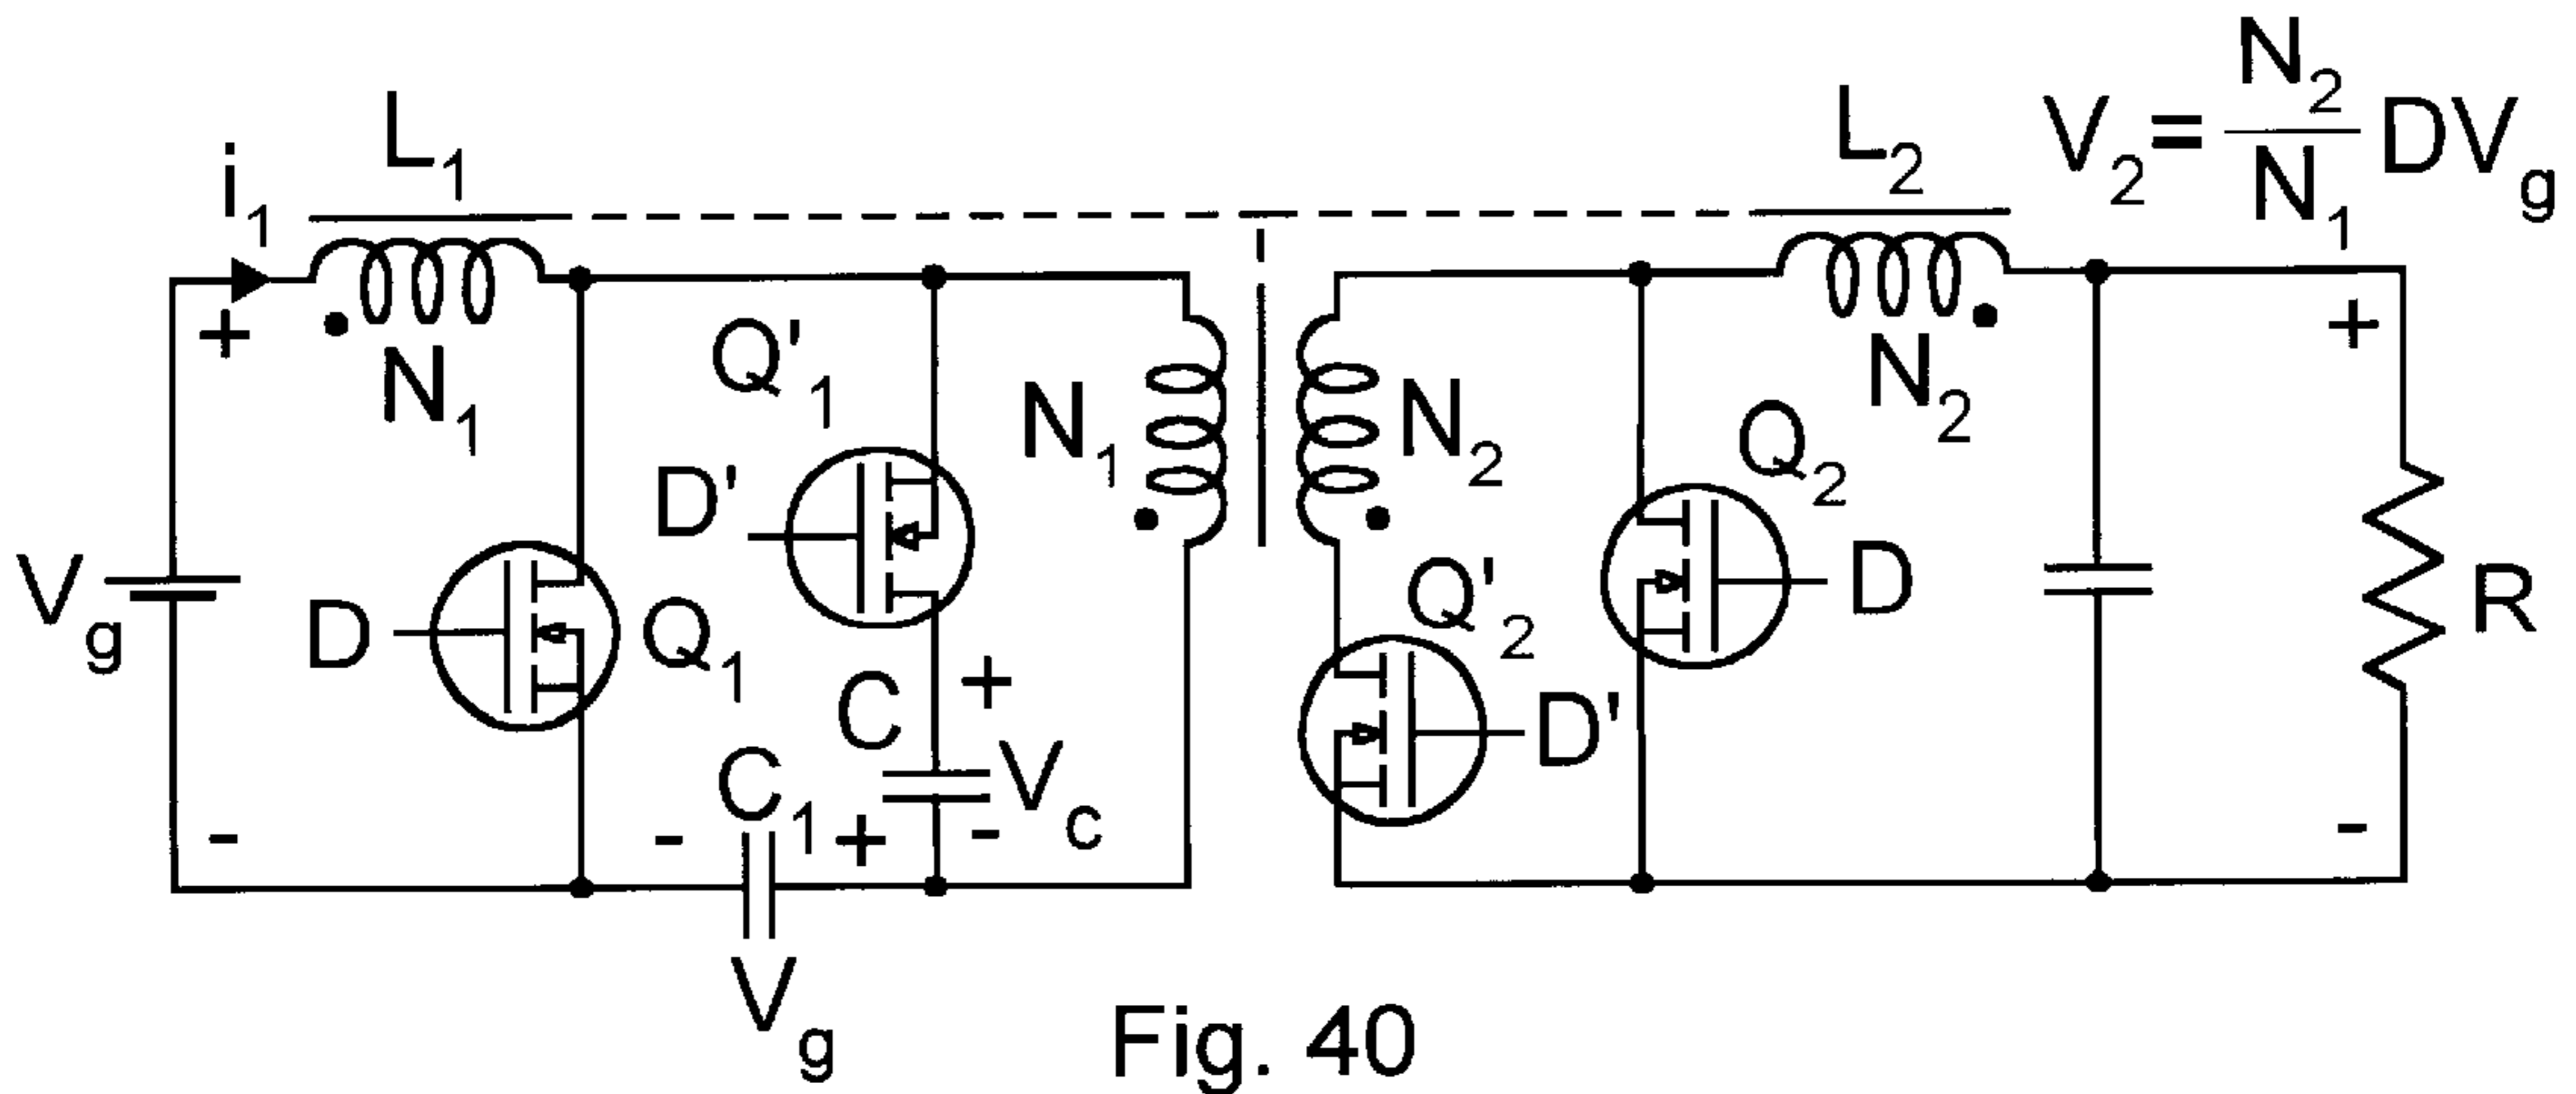 L1
i1
+
N1
Vg
-
D
Q1
Q'1
D'
C
+
Vc
-
C1
-
+
Vg
N1
N2
Q'2
D'
Q2
D
L2
N2
V2= N2/N1 DVg
+
R
-
Fig. 40